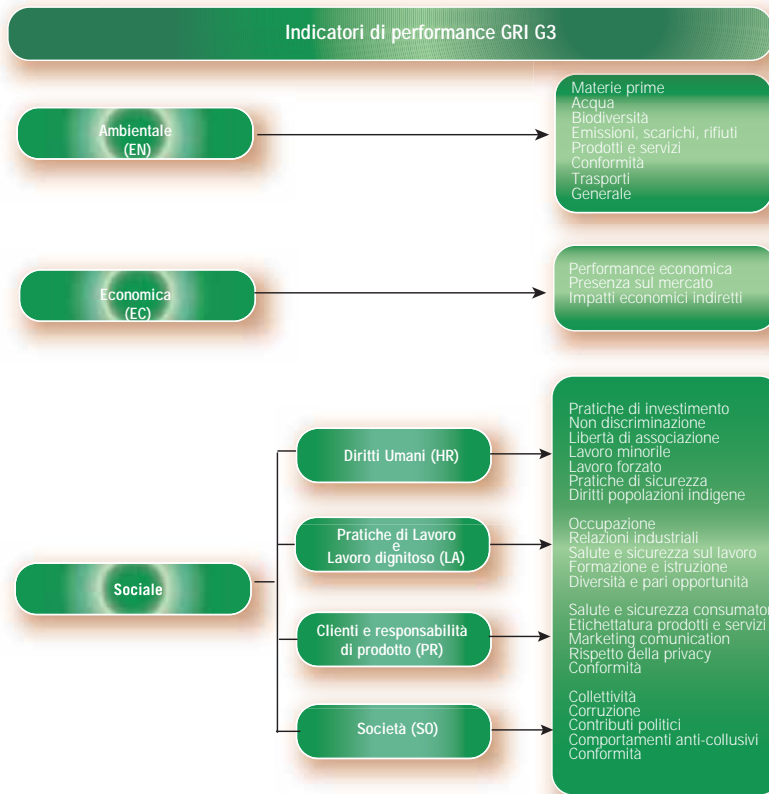 Indicatori di performance GRI G3
Ambientale
(EN)
Materie prime
Acqua
Biodiversità
Emissioni, scarichi, rifiuti
Prodotti e servizi
Conformità
Trasporti
Generale
Economica
(EC)
Performance economica
Presenza sul mercato
Impatti economici indiretti
Sociale
Diritti Umani (HR)
Pratiche di investimento
Non discriminazione
Libertà di associazione
Lavoro minorile
Lavoro forzato
Pratiche di sicurezza
Diritti popolazioni indigene
Pratiche di Lavoro
e
Lavoro dignitoso (LA)
Occupazione
Relazioni industriali
Salute e sicurezza sul lavoro
Formazione e istruzione
Diversità e pari opportunità
Clienti e responsabilità
di prodotto (PR)
Salute e sicurezza consumator
Etichettatura prodotti e servizi
Marketing comunication
Rispetto della privacy
Conformità
Società (SO)
Collettività
Corruzione
Contributi politici
Comportamenti anti-collusivi
Conformità